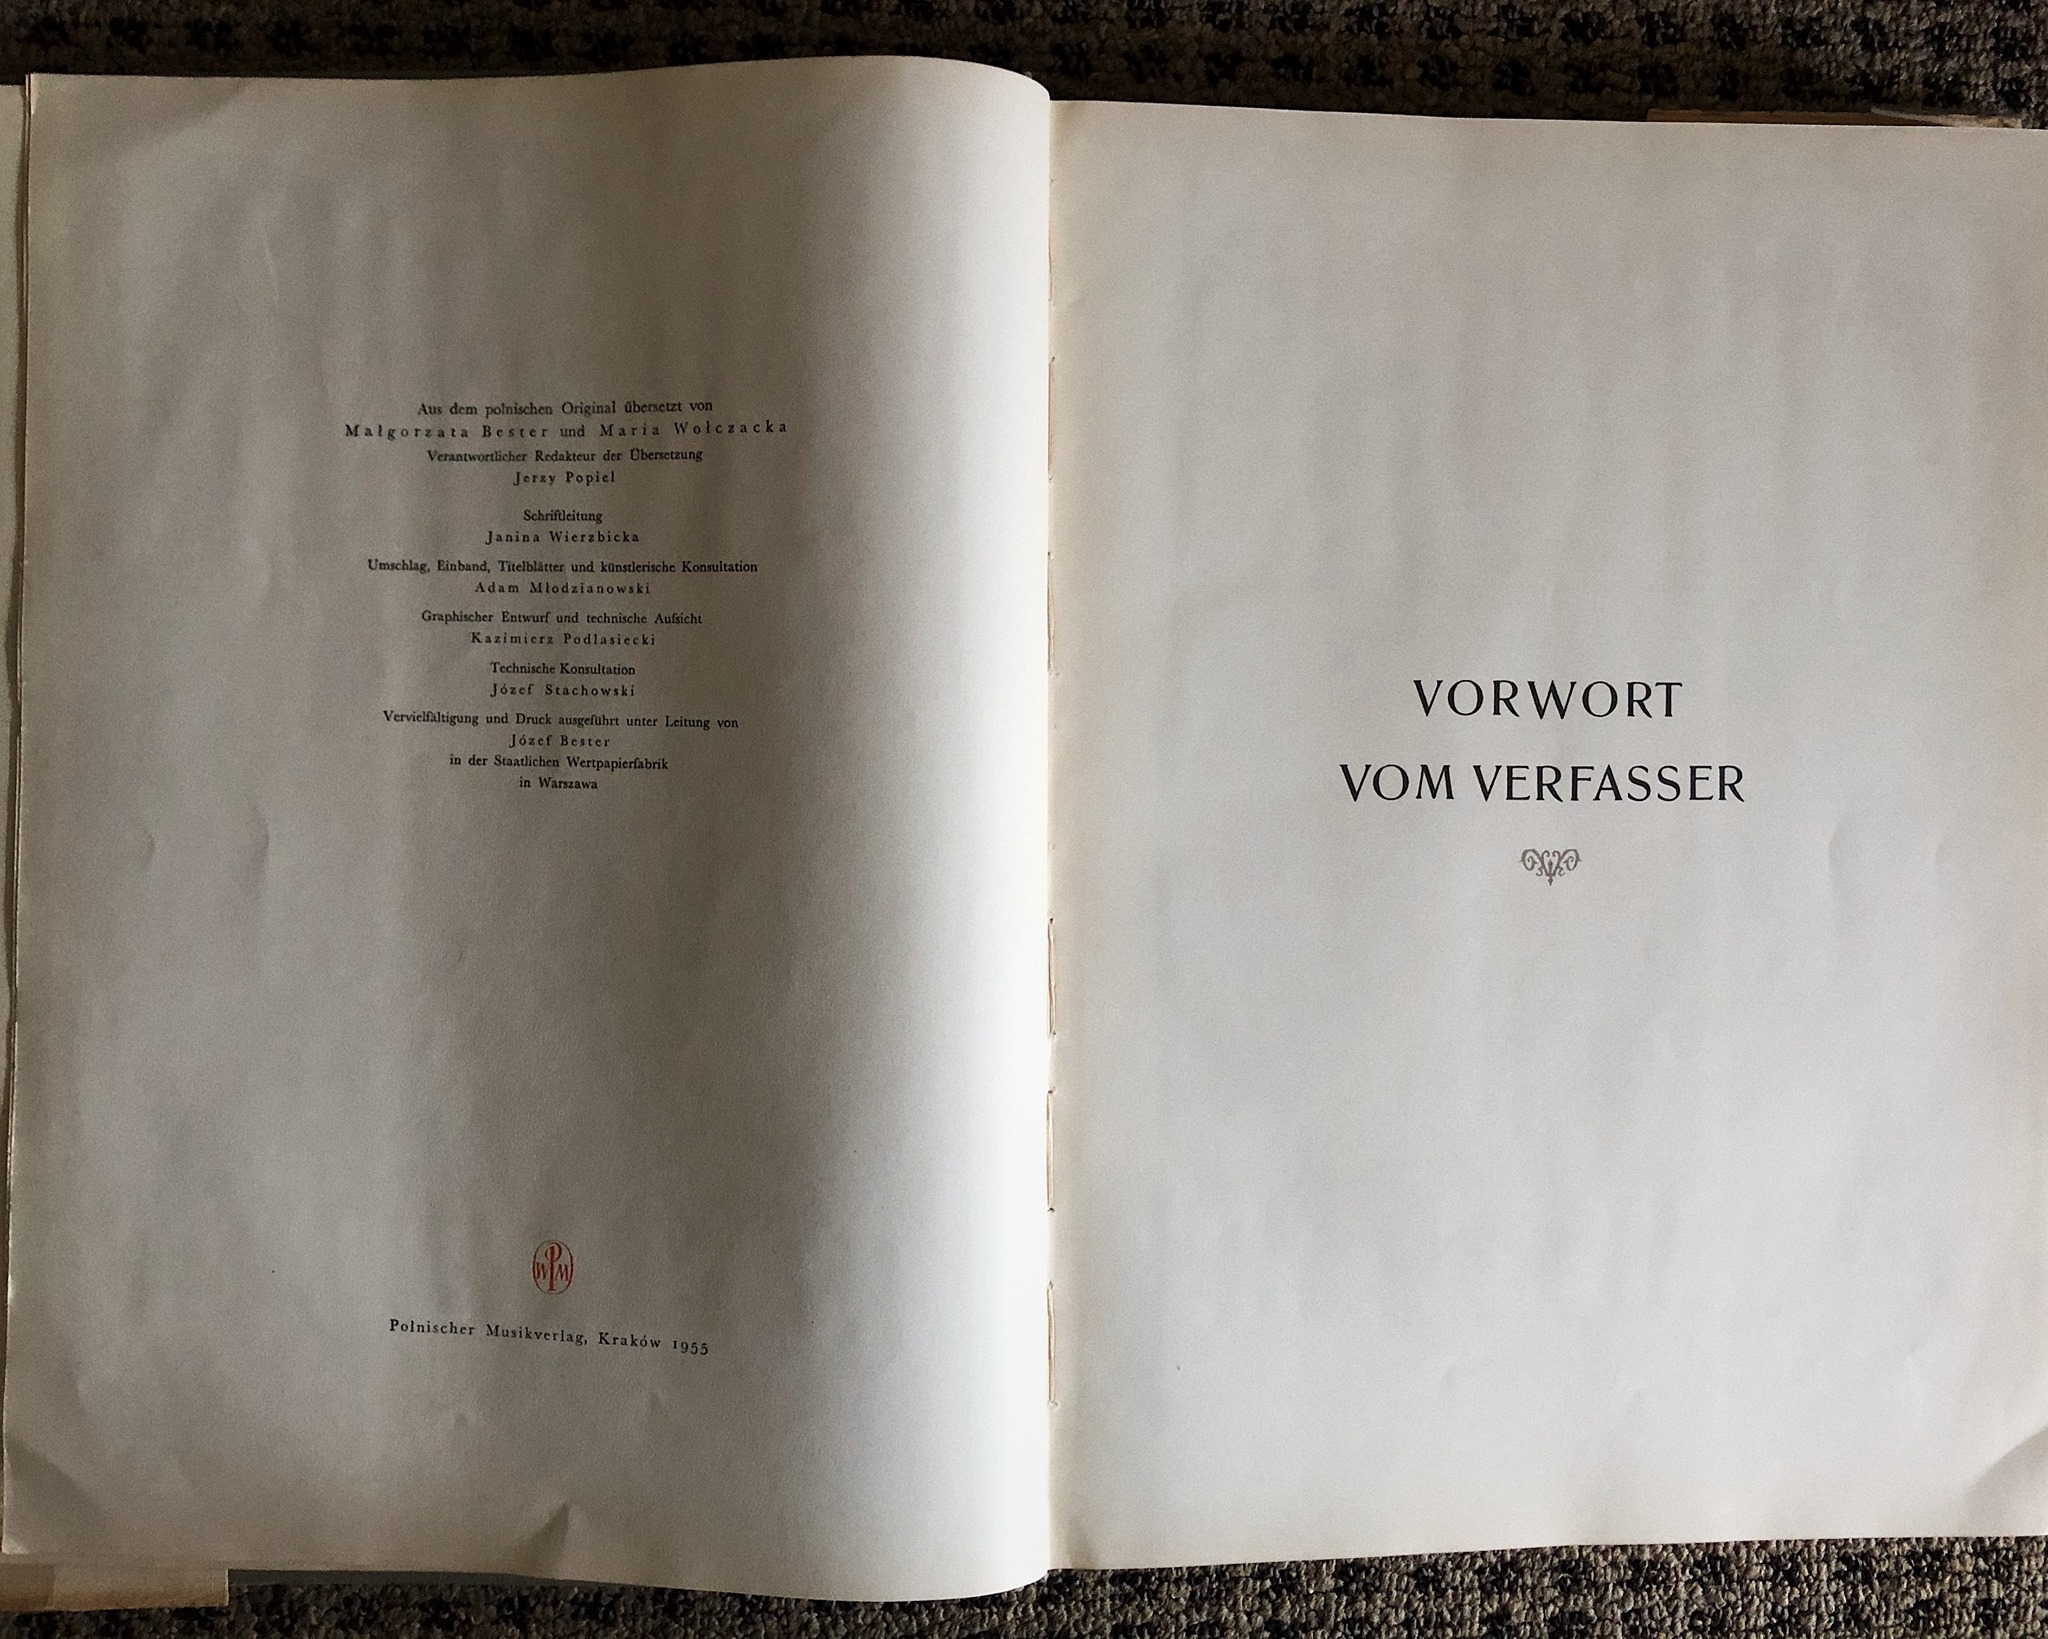 Aus dem polnischen Original übersetzt von
Małgorzata Bester und Maria Wołczacka
Verantwortlicher Redakteur der Übersetzung
Jerzy Popiel
Schriftleitung
Janina Wierzbicka
Umschlag, Einband, Titelblätter und künstlerische Konsultation
Adam Młodzianowski
Graphischer Entwurf und technische Aufsicht
Kazimierz Podlasiecki
Technische Konsultation
Józef Stachowski
Vervielfältigung und Druck ausgeführt unter Leitung von
Józef Bester
in der Staatlichen Wertpapierfabrik
in Warszawa
PWM
Polnischer Musikverlag, Kraków 1955
VORWORT
VOM VERFASSER